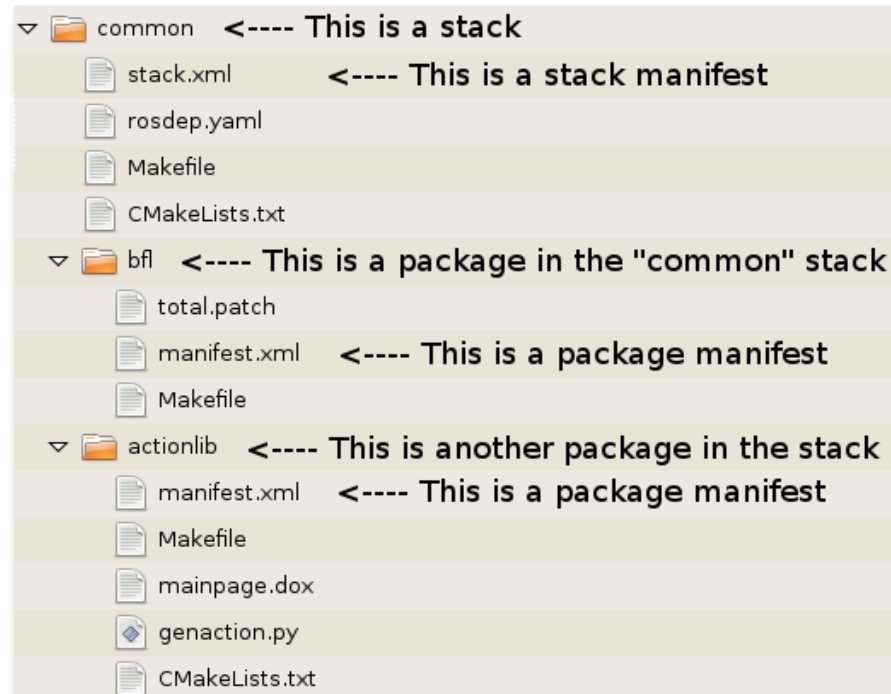 common <---- This is a stack
stack.xml <---- This is a stack manifest
rosdep.yaml
Makefile
CMakeLists.txt
bfl <---- This is a package in the "common" stack
total.patch
manifest.xml <---- This is a package manifest
Makefile
actionlib <---- This is another package in the stack
manifest.xml <---- This is a package manifest
Makefile
mainpage.dox
genaction.py
CMakeLists.txt